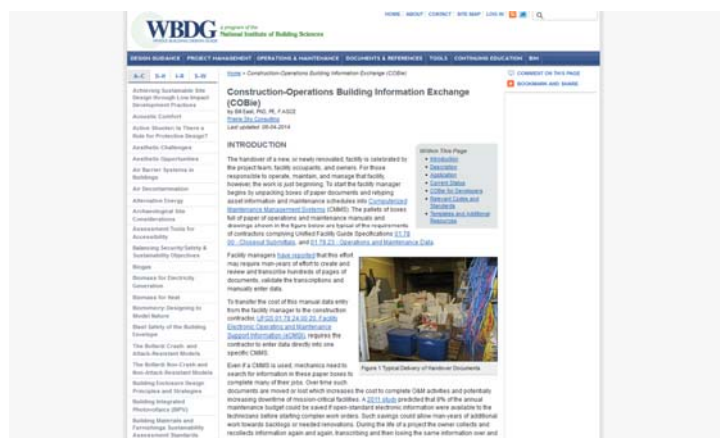 HOME ABOUT CONTACT SITE MAP LOG IN
WBDG a program of the
National Institute of Building Sciences
WHOLE BUILDING DESIGN GUIDE
DESIGN GUIDANCE PROJECT MANAGEMENT OPERATIONS & MAINTENANCE DOCUMENTS & REFERENCES TOOLS CONTINUING EDUCATION BIM
Home > Construction-Operations Building Information Exchange (COBie)
COMMENT ON THIS PAGE
BOOKMARK AND SHARE
Achieving Sustainable Site
Design through Low Impact
Development Practices
Acoustic Comfort
Active Shooter: Is There a
Role for Protective Design?
Aesthetic Challenges
Aesthetic Opportunities
Air Barrier Systems in
Buildings
Air Decontamination
Alternative Energy
Archaeological Site
Considerations
Assessment Tools for
Accessibility
Balancing Security/Safety &
Sustainability Objectives
Biogas
Biomass for Electricity
Generation
Biomass for Heat
Biomimicry: Designing to
Model Nature
Blast Safety of the Building
Envelope
The Bollard: Crash- and
Attack-Resistant Models
The Bollard: Non-Crash and
Non-Attack-Resistant Models
Building Enclosure Design
Principles and Strategies
Building Integrated
Photovoltaics (BIPV)
Building Materials and
Furnishings Sustainability
Assessment Standards
Construction-Operations Building Information Exchange
(COBie)
by Bill East, PhD, PE, F.ASCE
Prairie Sky Consulting
Last updated: 06-04-2014
INTRODUCTION
The handover of a new, or newly renovated, facility is celebrated by
the project team, facility occupants, and owners. For those
responsible to operate, maintain, and manage that facility,
however, the work is just beginning. To start the facility manager
begins by unpacking boxes of paper documents and retyping
asset information and maintenance schedules into Computerized
Maintenance Management Systems (CMMS). The pallets of boxes
full of paper of operations and maintenance manuals and
drawings shown in the figure below are typical of the requirements
of contractors complying Unified Facility Guide Specifications 01 78
00 - Closeout Submittals, and 01 78 23 - Operations and Maintenance Data.
Within This Page
Introduction
Description
Application
Current Status
COBie for Developers
Relevant Codes and
Standards
Templates and Additional
Resources
Facility managers have reported that this effort
may require man-years of effort to create and
review and transcribe hundreds of pages of
documents, validate the transcriptions and
manually enter data.
To transfer the cost of this manual data entry
from the facility manager to the construction
contractor, UFGS 01 78 24.00 20, Facility
Electronic Operating and Maintenance
Support Information (eOMSI), requires the
contractor to enter data directly into one
specific CMMS.
Figure 1 Typical Delivery of Handover Documents
Even if a CMMS is used, mechanics need to
search for information in these paper boxes to
complete many of their jobs. Over time such
documents are moved or lost which increases the cost to complete O&M activities and potentially
increasing downtime of mission-critical facilities. A 2011 study predicted that 8% of the annual
maintenance budget could be saved if open-standard electronic information were available to the
technicians before starting complex work orders. Such savings could allow man-years of additional
work towards backlogs or needed renovations. During the life of a project the owner collects and
recollects information again and again, transcribing and then losing the same information over and